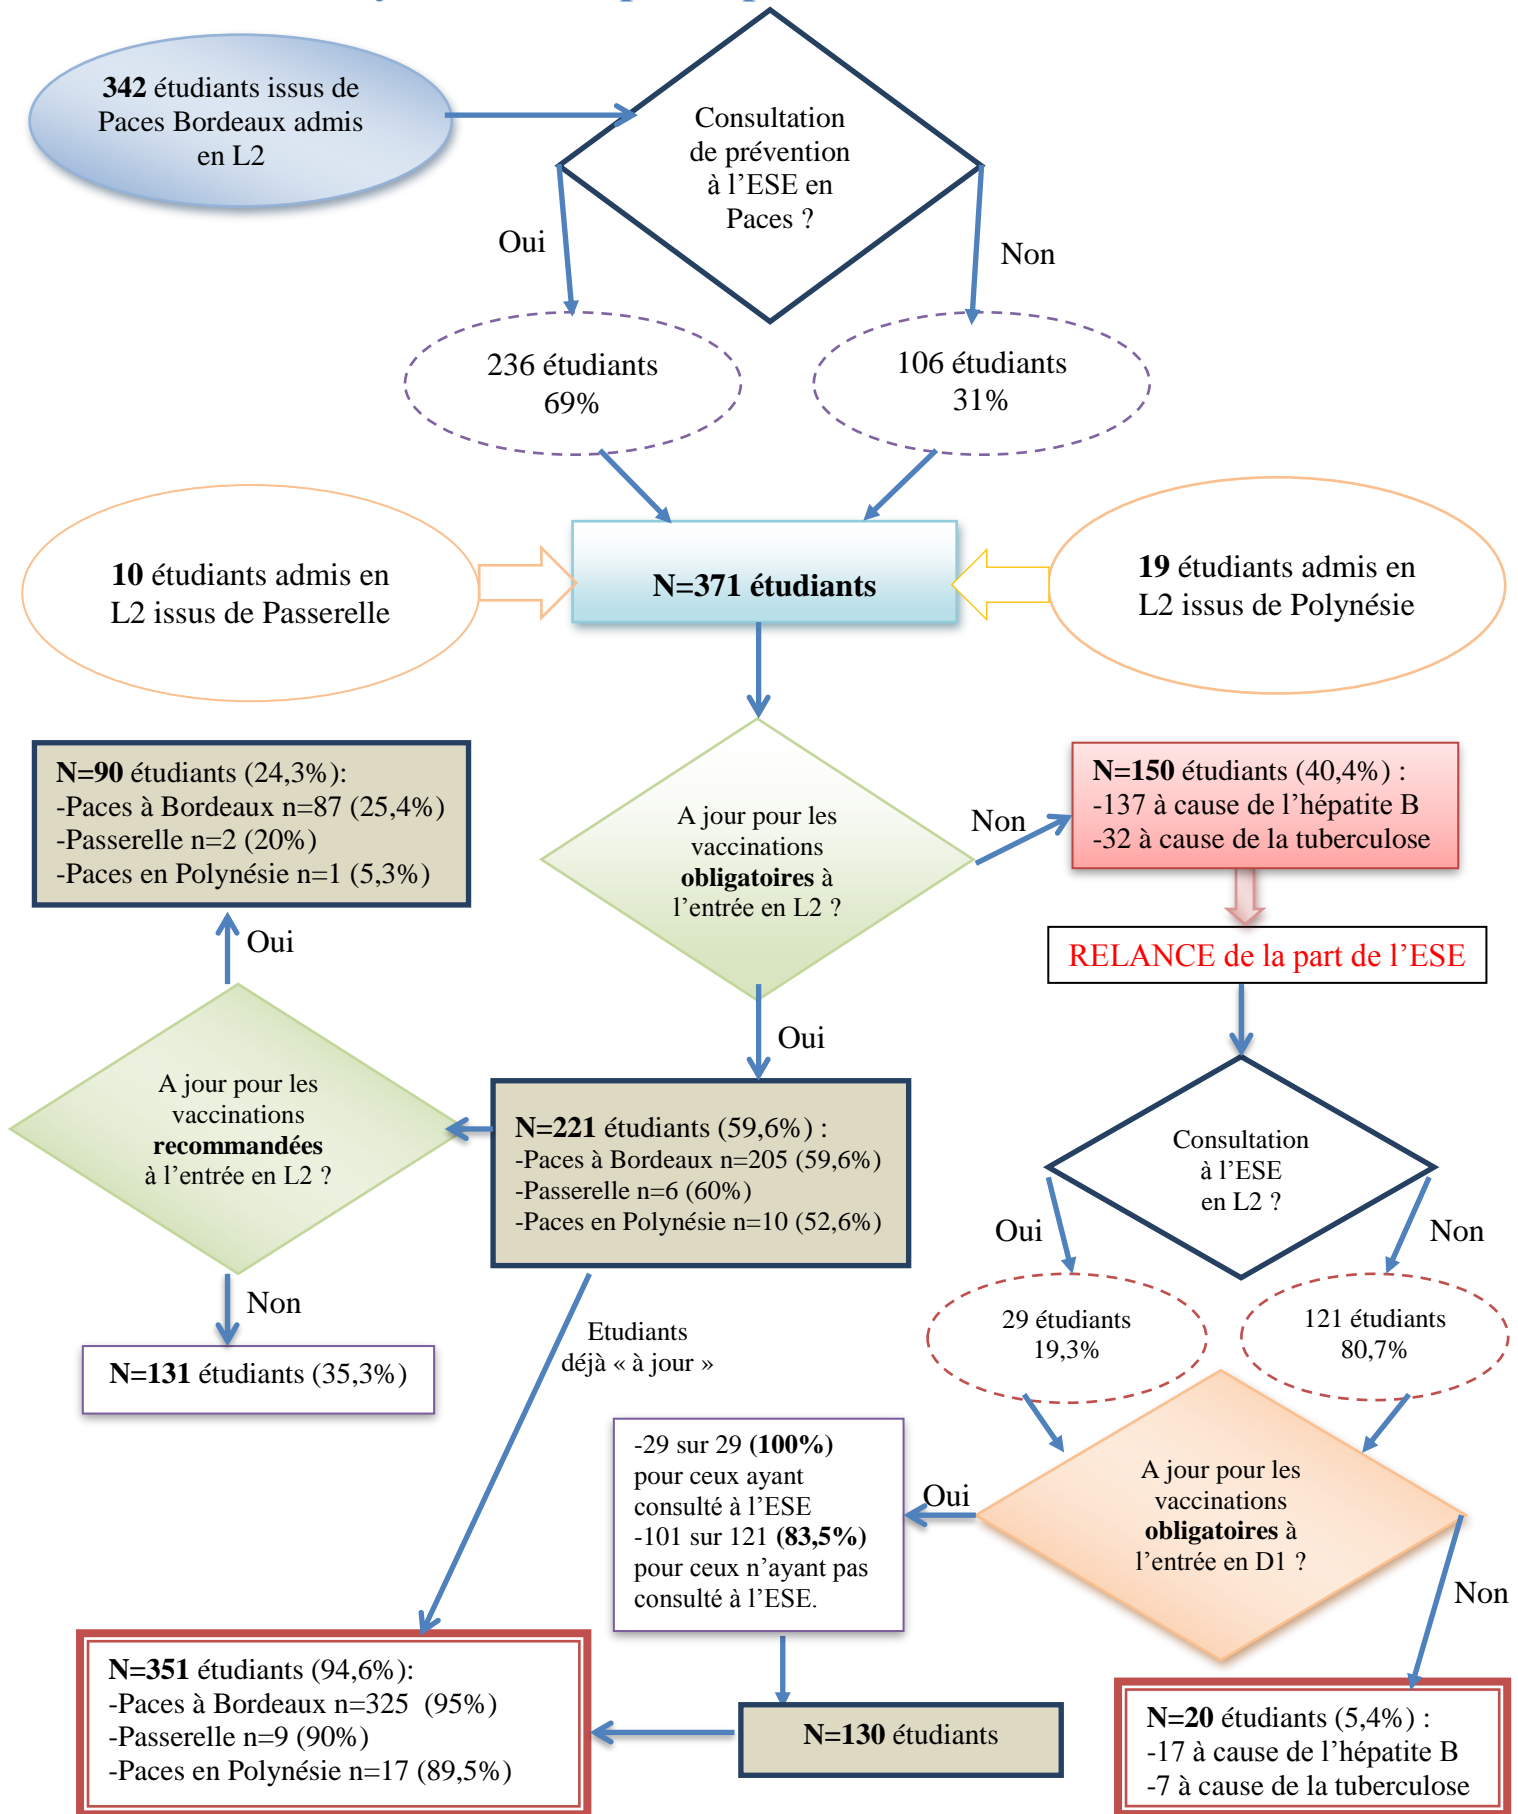 342 étudiants issus de
Paces Bordeaux admis
en L2
Consultation
de prévention
à l’ESE en
Paces ?
Oui
Non
236 étudiants
69%
106 étudiants
31%
10 étudiants admis en
L2 issus de Passerelle
N=371 étudiants
19 étudiants admis en
L2 issus de Polynésie
N=90 étudiants (24,3%):
-Paces à Bordeaux n=87 (25,4%)
-Passerelle n=2 (20%)
-Paces en Polynésie n=1 (5,3%)
A jour pour les
vaccinations
obligatoires à
l’entrée en L2 ?
Non
N=150 étudiants (40,4%) :
-137 à cause de l’hépatite B
-32 à cause de la tuberculose
Oui
RELANCE de la part de l’ESE
Oui
A jour pour les
vaccinations
recommandées
à l’entrée en L2 ?
N=221 étudiants (59,6%) :
-Paces à Bordeaux n=205 (59,6%)
-Passerelle n=6 (60%)
-Paces en Polynésie n=10 (52,6%)
Consultation
à l’ESE
en L2 ?
Oui
Non
Non
N=131 étudiants (35,3%)
Etudiants
déjà « à jour »
29 étudiants
19,3%
121 étudiants
80,7%
-29 sur 29 (100%)
pour ceux ayant
consulté à l’ESE
-101 sur 121 (83,5%)
pour ceux n’ayant pas
consulté à l’ESE.
Oui
A jour pour les
vaccinations
obligatoires à
l’entrée en D1 ?
Non
N=351 étudiants (94,6%):
-Paces à Bordeaux n=325 (95%)
-Passerelle n=9 (90%)
-Paces en Polynésie n=17 (89,5%)
N=130 étudiants
N=20 étudiants (5,4%) :
-17 à cause de l’hépatite B
-7 à cause de la tuberculose